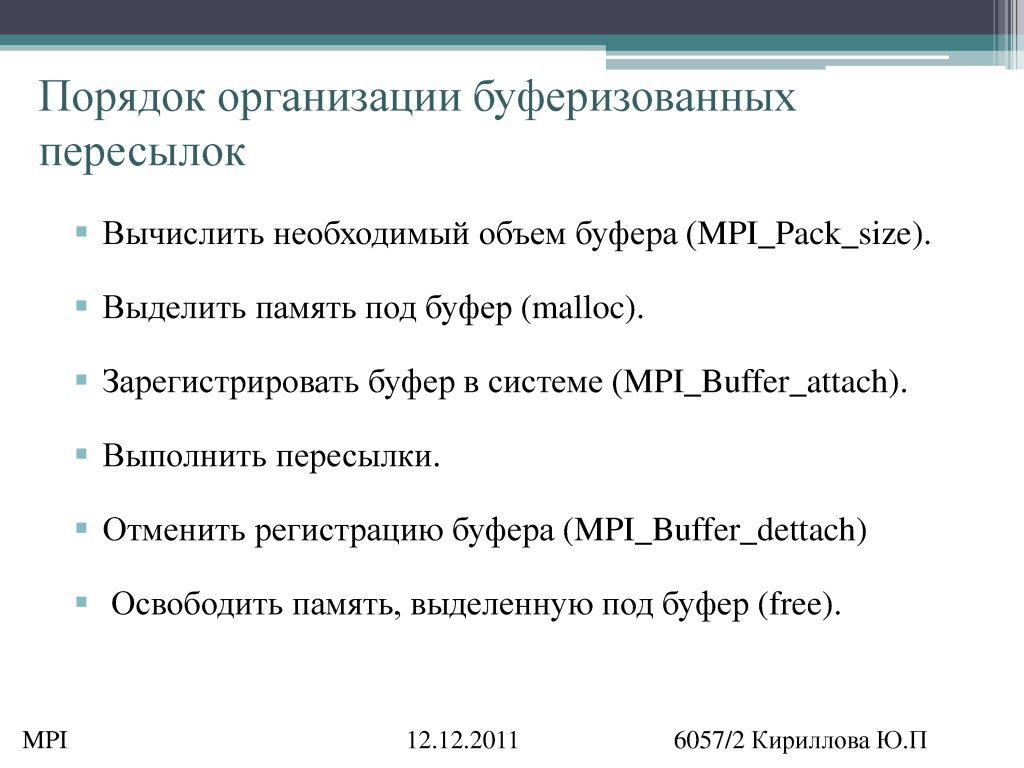 Порядок организации буферизованных
пересылок
▪ Вычислить необходимый объем буфера (MPI_Pack_size).
▪ Выделить память под буфер (malloc).
▪ Зарегистрировать буфер в системе (MPI_Buffer_attach).
▪ Выполнить пересылки.
▪ Отменить регистрацию буфера (MPI_Buffer_dettach)
▪ Освободить память, выделенную под буфер (free).
MPI 12.12.2011 6057/2 Кириллова Ю.П